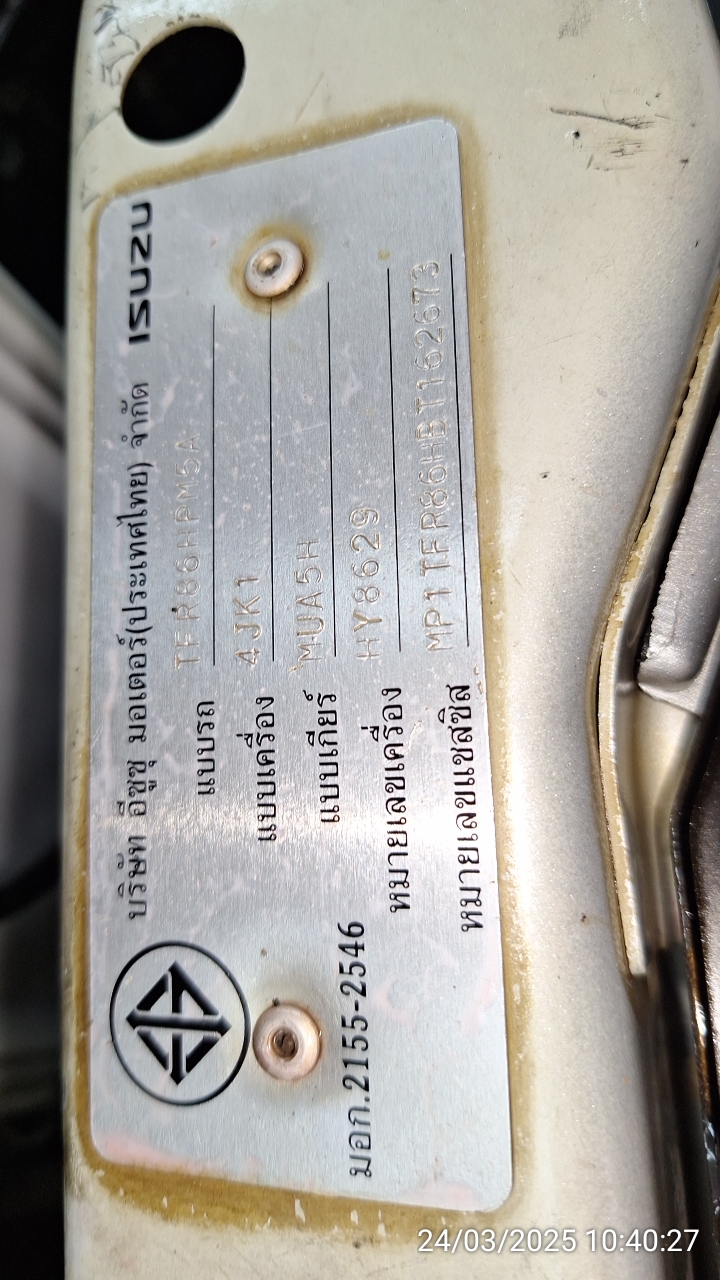 บริษัท อีซูซุ มอเตอร์(ประเทศไทย) จำกัด ISUZU
แบบรถ TFR86HPM5A
แบบเครื่อง 4JK1
แบบเกียร์ MUA5H
หมายเลขเครื่อง HY8629
หมายเลขแชสซิส MP1TFR86HBT162673
มอก.2155-2546
24/03/2025 10:40:27